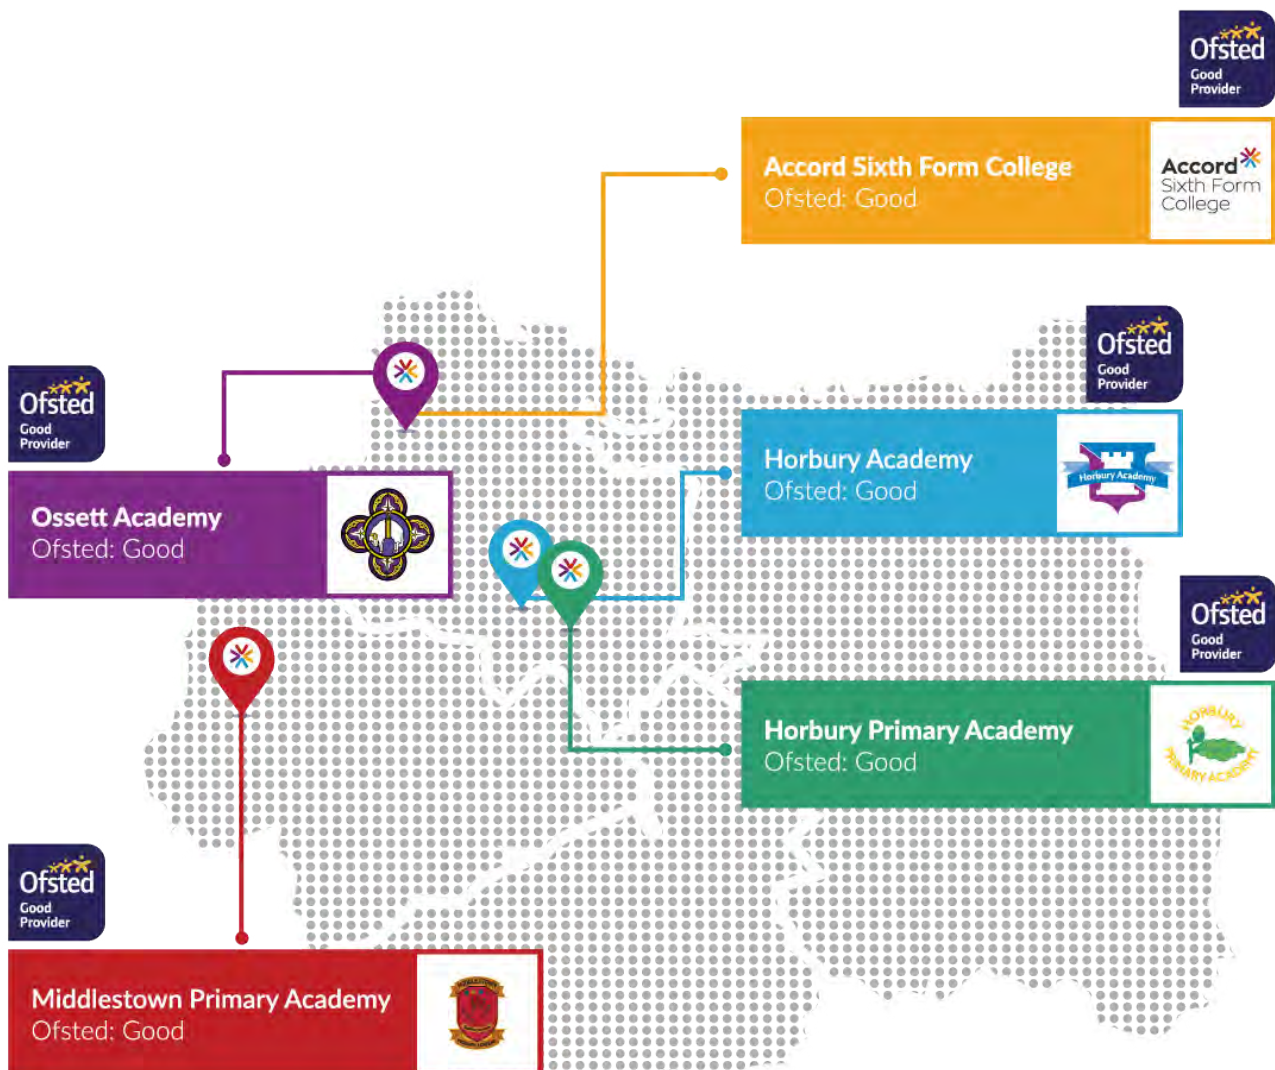 Ofsted
Good
Provider
Accord Sixth Form College
Ofsted: Good
Accord
Sixth Form
College
Ofsted
Good
Provider
Horbury Academy
Ofsted: Good
Horbury Academy
Ofsted
Good
Provider
Ossett Academy
Ofsted: Good
Ofsted
Good
Provider
Horbury Primary Academy
Ofsted: Good
HORBURY
PRIMARY ACADEMY
Ofsted
Good
Provider
Middlestown Primary Academy
Ofsted: Good
MIDDLESTOWN